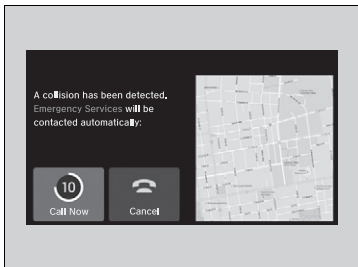 A collision has been detected.
Emergency Services will be
contacted automatically:
10
Call Now
Cancel